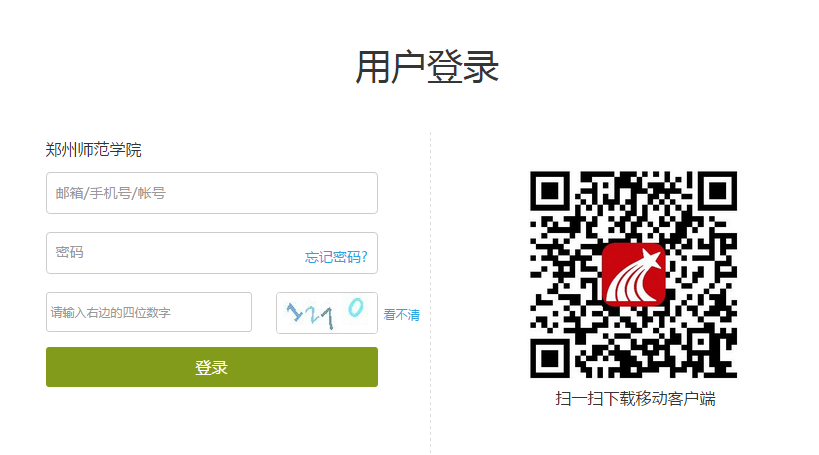 用户登录
郑州师范学院
邮箱/手机号/帐号
密码
忘记密码?
请输入右边的四位数字
1270
看不清
登录
扫一扫下载移动客户端